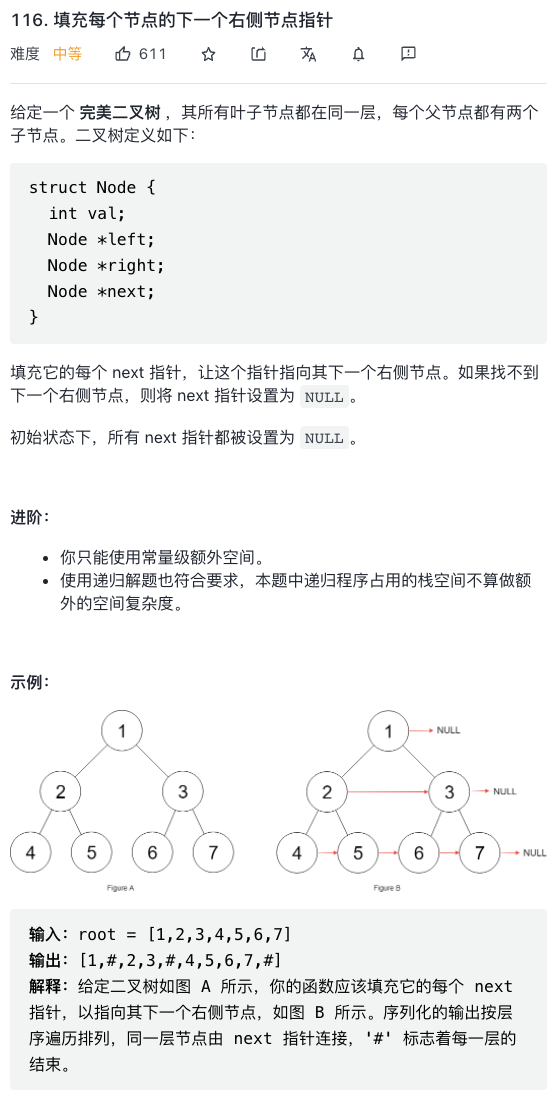 116. 填充每个节点的下一个右侧节点指针
难度 中等 611
给定一个 完美二叉树 ，其所有叶子节点都在同一层，每个父节点都有两个
子节点。二叉树定义如下：
struct Node {
  int val;
  Node *left;
  Node *right;
  Node *next;
}
填充它的每个 next 指针，让这个指针指向其下一个右侧节点。如果找不到
下一个右侧节点，则将 next 指针设置为 NULL 。
初始状态下，所有 next 指针都被设置为 NULL 。
进阶：
• 你只能使用常量级额外空间。
• 使用递归解题也符合要求，本题中递归程序占用的栈空间不算做额
外的空间复杂度。
示例：
1
2 3
4 5 6 7
Figure A
1 NULL
2 3 NULL
4 5 6 7 NULL
Figure B
输入：root = [1,2,3,4,5,6,7]
输出：[1,#,2,3,#,4,5,6,7,#]
解释：给定二叉树如图 A 所示，你的函数应该填充它的每个 next
指针，以指向其下一个右侧节点，如图 B 所示。序列化的输出按层
序遍历排列，同一层节点由 next 指针连接，'#' 标志着每一层的
结束。